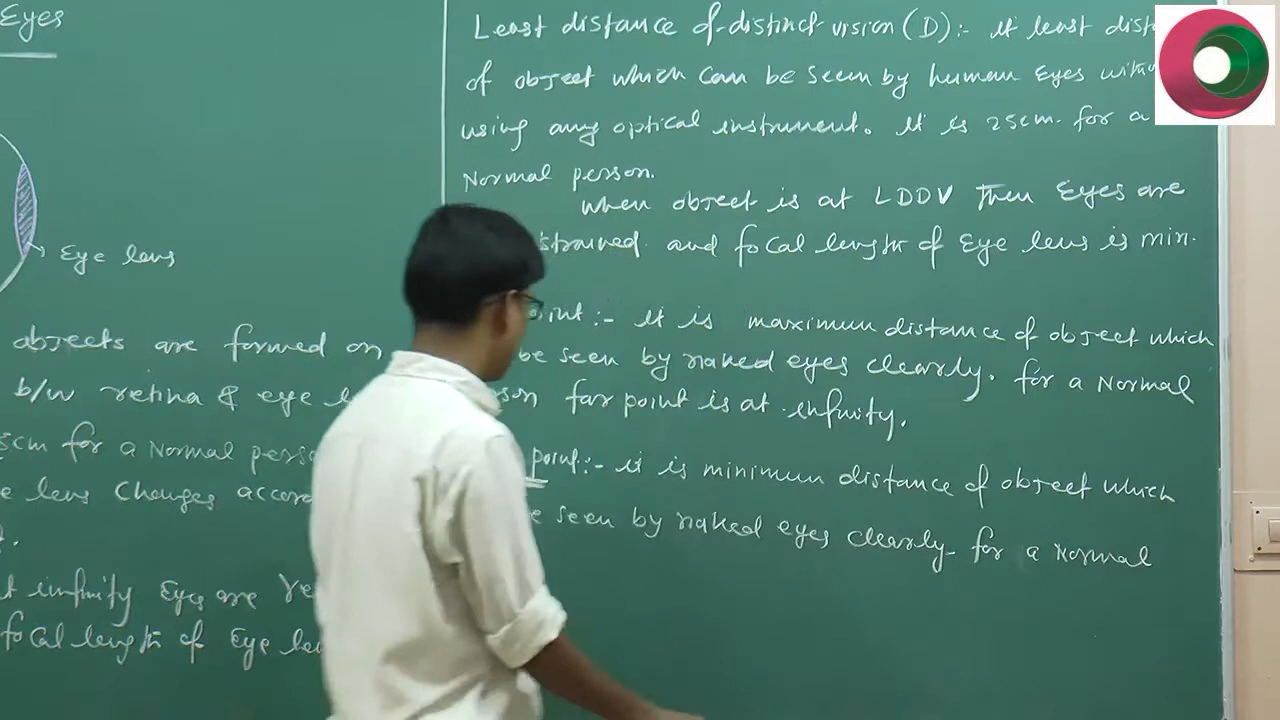 Eyes
Eye lens
objects are formed on
b/w retina & eye
5cm for a Normal
lens changes
infinity Eyes are
focal length of Eye
Least distance of distinct vision (D):- it least
of object which can be seen by human Eyes
using any optical instrument. it is 25cm for a
Normal person.
when object is at LDDV Then Eyes are
strained and focal length of Eye lens is min.
:- it is maximum distance of object which
be seen by naked eyes clearly. for a Normal
far point is at infinity.
point:- it is minimum distance of object which
seen by naked eyes clearly- for a Normal